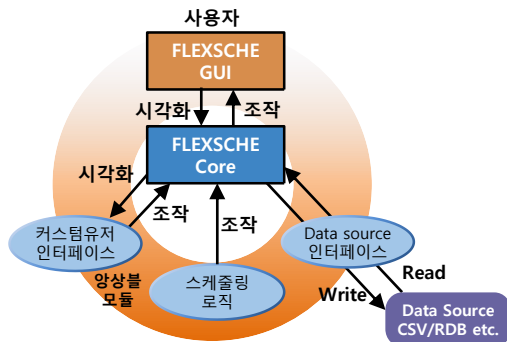 사용자
FLEXSCHE
GUI
시각화
조작
FLEXSCHE
Core
시각화
조작
조작
커스텀유저
인터페이스
Data source
인터페이스
앙상블
모듈
스케줄링
로직
Read
Write
Data Source
CSV/RDB etc.